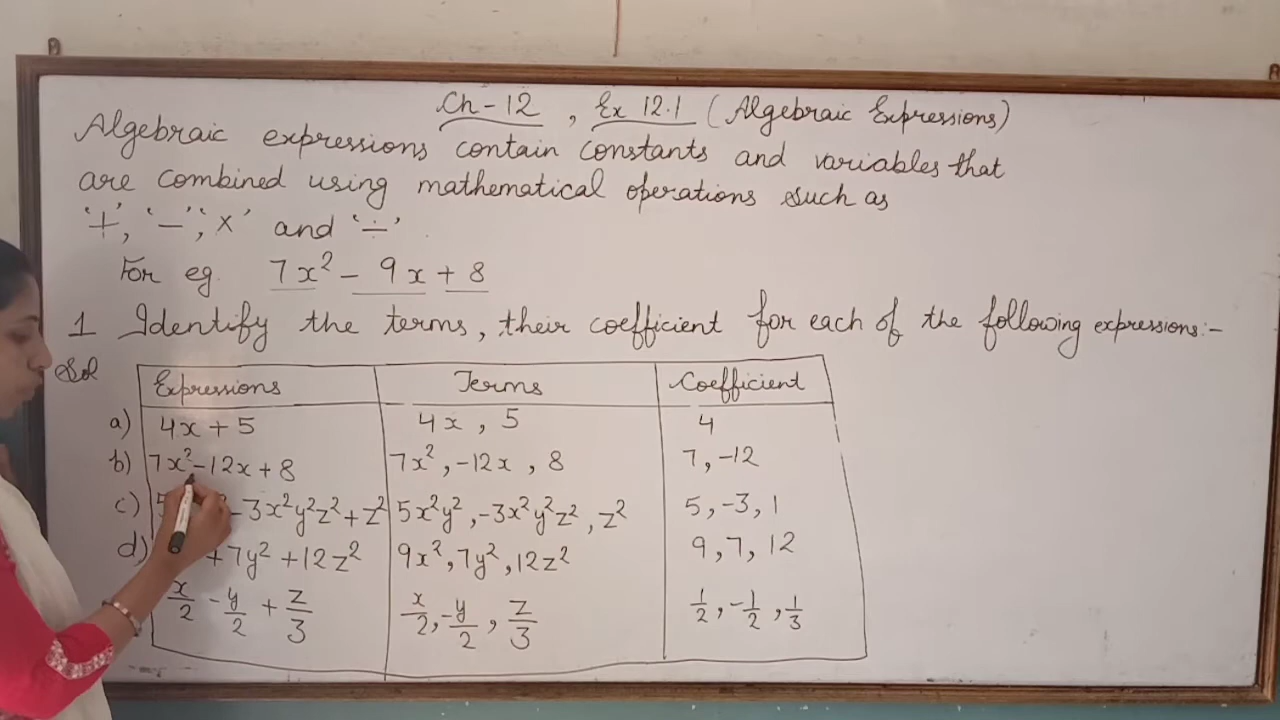 Ch-12, Ex 12.1 (Algebraic Expressions)
Algebraic expressions contain constants and variables that
are combined using mathematical operations such as
'+', '-', '×' and '÷'.
For eg. 7x² - 9x + 8
1 Identify the terms, their coefficient for each of the following expressions:-
Sol
Expressions Terms Coefficient
a) 4x + 5 4x, 5 4
b) 7x² - 12x + 8 7x², -12x, 8 7, -12
c) 5 - 3x²y²z² + z² 5x²y², -3x²y²z², z² 5, -3, 1
d) + 7y² + 12z² 9x², 7y², 12z² 9, 7, 12
x/2 - y/2 + z/3 x/2, -y/2, z/3 1/2, -1/2, 1/3